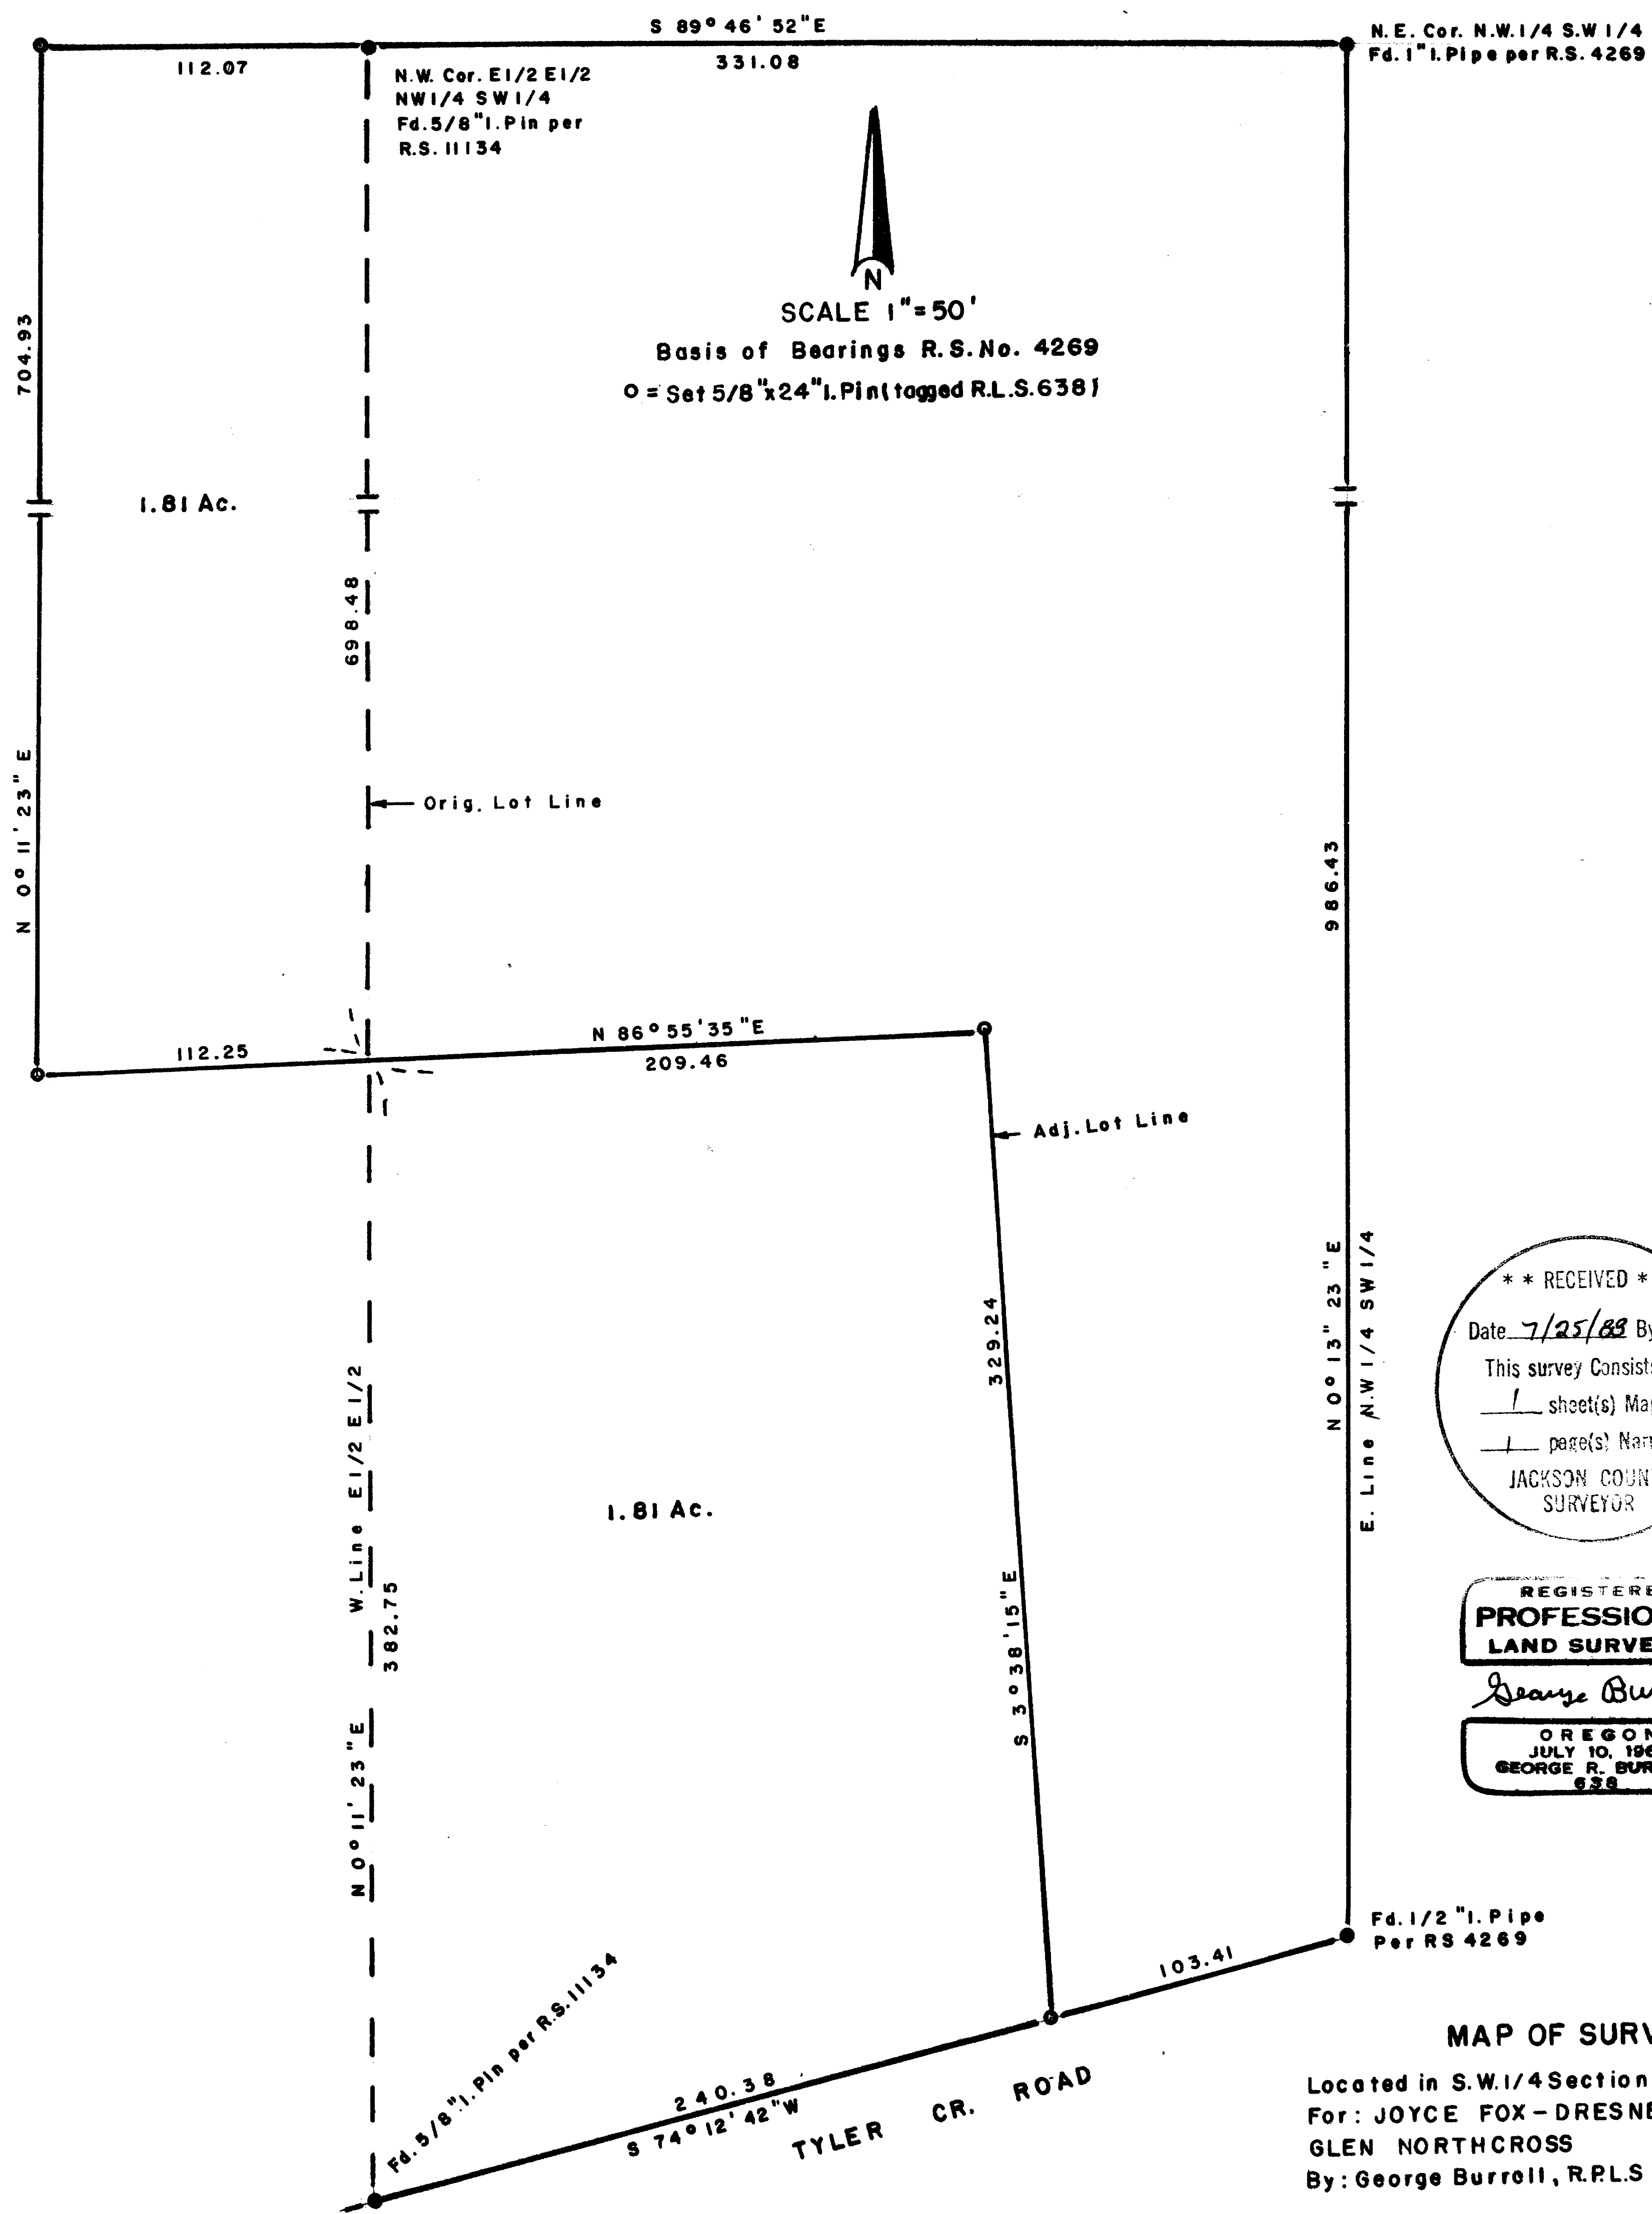 S 89° 46' 52"E
112.07
331.08
N.E. Cor. N.W.1/4 S.W 1/4
Fd. 1" I.Pipe per R.S. 4269
N.W. Cor. E1/2 E1/2
NW1/4 SW1/4
Fd.5/8"I.Pin per
R.S. 11134
N
SCALE 1"=50'
Basis of Bearings R.S.No. 4269
O = Set 5/8"x24"I.Pin(tagged R.L.S.638)
704.93
1.81 Ac.
698.48
N 0° 11' 23" E
Orig. Lot Line
986.43
112.25
N 86° 55' 35"E
209.46
Adj. Lot Line
329.24
N 0° 13" 23 "E
E. Line N.W 1/4 SW1/4
W. Line E1/2 E1/2
382.75
1.81 Ac.
S 3° 38' 15" E
N 0° 11' 23"E
* * RECEIVED *
Date 7/25/89 By
This survey Consist
1 sheet(s) Ma
1 page(s) Nar
JACKSON COUN
SURVEYOR
REGISTERE
PROFESSIO
LAND SURVE
George Bu
OREGON
JULY 10, 196
GEORGE R. BUR
638
Fd. 1/2 "I. Pipe
Per RS 4269
103.41
Fd. 5/8"I. Pin per R.S. 11134
240.38
S 74° 12' 42"W
TYLER CR. ROAD
MAP OF SURV
Located in S.W.1/4 Section
For: JOYCE FOX-DRESNE
GLEN NORTHCROSS
By: George Burrell, R.P.L.S